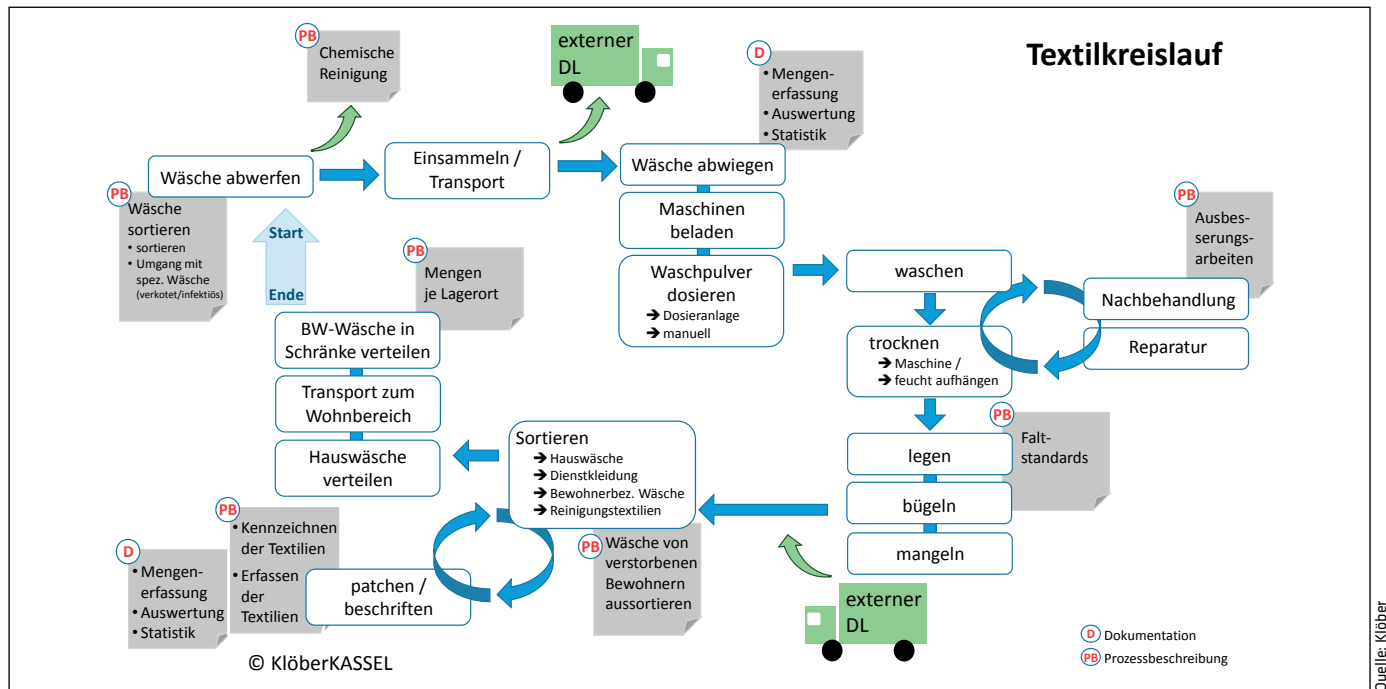 Textilkreislauf
PB
Chemische
Reinigung
externer
DL
D
• Mengen-
erfassung
• Auswertung
• Statistik
Wäsche abwerfen
Einsammeln /
Transport
Wäsche abwiegen
PB
Wäsche
sortieren
• sortieren
• Umgang mit
spez. Wäsche
(verkotet/infektiös)
Start
Ende
Maschinen
beladen
Waschpulver
dosieren
➔ Dosieranlage
➔ manuell
waschen
PB
Ausbes-
serungs-
arbeiten
Nachbehandlung
Reparatur
trocknen
➔ Maschine /
➔ feucht aufhängen
PB
Mengen
je Lagerort
BW-Wäsche in
Schränke verteilen
Transport zum
Wohnbereich
Hauswäsche
verteilen
Sortieren
➔ Hauswäsche
➔ Dienstkleidung
➔ Bewohnerbez. Wäsche
➔ Reinigungstextilien
legen
bügeln
mangeln
PB
Falt-
standards
PB
• Kennzeichnen
der Textilien
• Erfassen
der
Textilien
D
• Mengen-
erfassung
• Auswertung
• Statistik
patchen /
beschriften
PB
Wäsche von
verstorbenen
Bewohnern
aussortieren
externer
DL
D Dokumentation
PB Prozessbeschreibung
© KlöberKASSEL
Quelle: Klöber